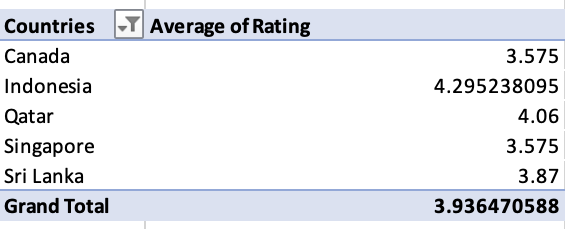 Countries Average of Rating
Canada 3.575
Indonesia 4.295238095
Qatar 4.06
Singapore 3.575
Sri Lanka 3.87
Grand Total 3.936470588